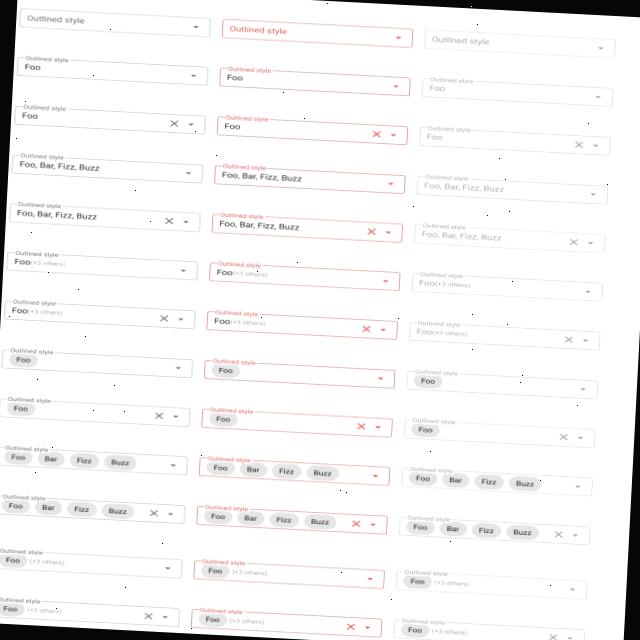 Outlined style Outlined style Outlined style
Outlined style Outlined style Outlined style
Foo Foo Foo
Outlined style Outlined style Outlined style
Foo Foo Foo
Outlined style Outlined style Outlined style
Foo, Bar, Fizz, Buzz Foo, Bar, Fizz, Buzz Foo, Bar, Fizz, Buzz
Outlined style Outlined style Outlined style
Foo, Bar, Fizz, Buzz Foo, Bar, Fizz, Buzz Foo, Bar, Fizz, Buzz
Outlined style Outlined style Outlined style
Foo(+3 others) Foo(+3 others) Foo(+3 others)
Outlined style Outlined style Outlined style
Foo(+3 others) Foo(+3 others) Foo(+3 others)
Outlined style Outlined style Outlined style
Foo Foo Foo
Outlined style Outlined style Outlined style
Foo Foo Foo
Outlined style Outlined style Outlined style
Foo Bar Fizz Buzz Foo Bar Fizz Buzz Foo Bar Fizz Buzz
Outlined style Outlined style Outlined style
Foo Bar Fizz Buzz Foo Bar Fizz Buzz Foo Bar Fizz Buzz
Outlined style Outlined style Outlined style
Foo (+3 others) Foo (+3 others) Foo (+3 others)
Outlined style Outlined style Outlined style
Foo (+3 others) Foo (+3 others) Foo (+3 others)